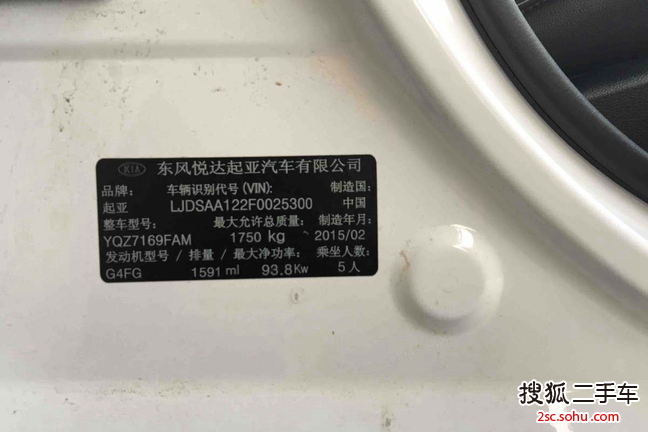 KIA 东风悦达起亚汽车有限公司
品牌: 车辆识别代号(VIN): 制造国:
起亚 LJDSAA122F0025300 中国
整车型号: 最大允许总质量: 制造年月:
YQZ7169FAM 1750 kg 2015/02
发动机型号 / 排量 / 最大净功率: 乘坐人数:
G4FG 1591 ml 93.8Kw 5人
搜狐二手车
2sc.sohu.com